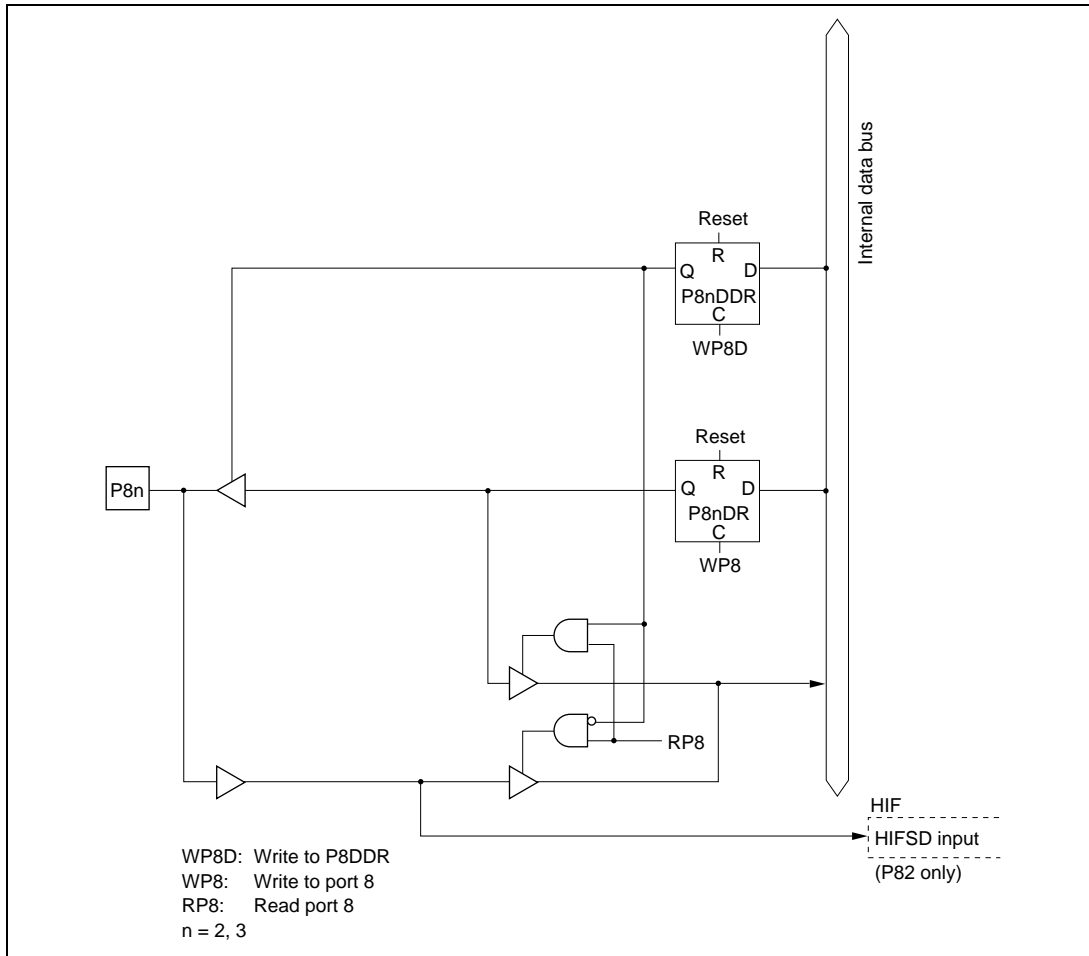 Internal data bus
Reset
R
Q D
P8nDDR
C
WP8D
Reset
R
P8n
Q D
P8nDR
C
WP8
RP8
HIF
HIFSD input
(P82 only)
WP8D: Write to P8DDR
WP8: Write to port 8
RP8: Read port 8
n = 2, 3